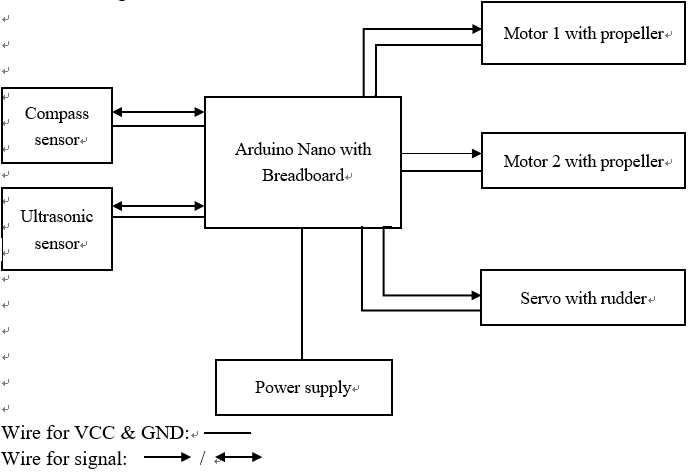 Motor 1 with propeller
Compass
sensor
Arduino Nano with
Breadboard
Motor 2 with propeller
Ultrasonic
sensor
Servo with rudder
Power supply
Wire for VCC & GND:
Wire for signal: /